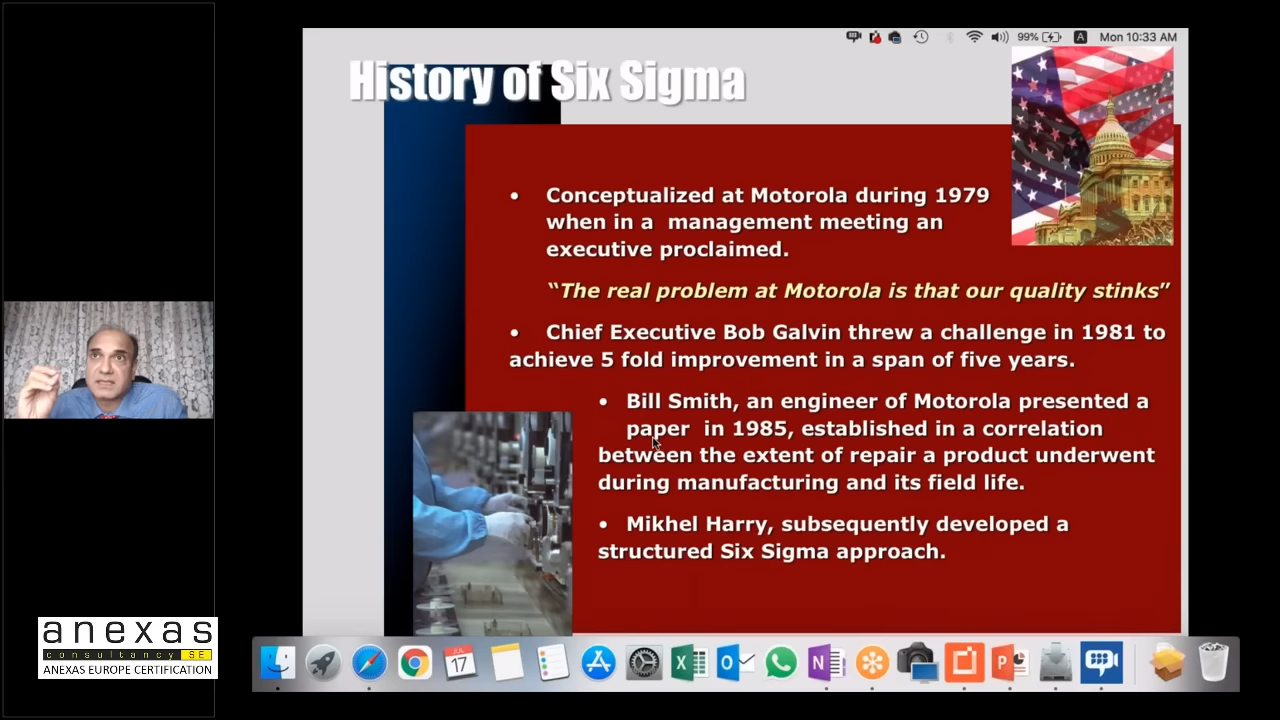 99%
A
Mon 10:33 AM
History of Six Sigma
• Conceptualized at Motorola during 1979
when in a management meeting an
executive proclaimed.
“The real problem at Motorola is that our quality stinks”
• Chief Executive Bob Galvin threw a challenge in 1981 to
achieve 5 fold improvement in a span of five years.
• Bill Smith, an engineer of Motorola presented a
paper in 1985, established in a correlation
between the extent of repair a product underwent
during manufacturing and its field life.
• Mikhel Harry, subsequently developed a
structured Six Sigma approach.
anexas
consultancy SE
ANEXAS EUROPE CERTIFICATION
JUL
17
X
O
N
P